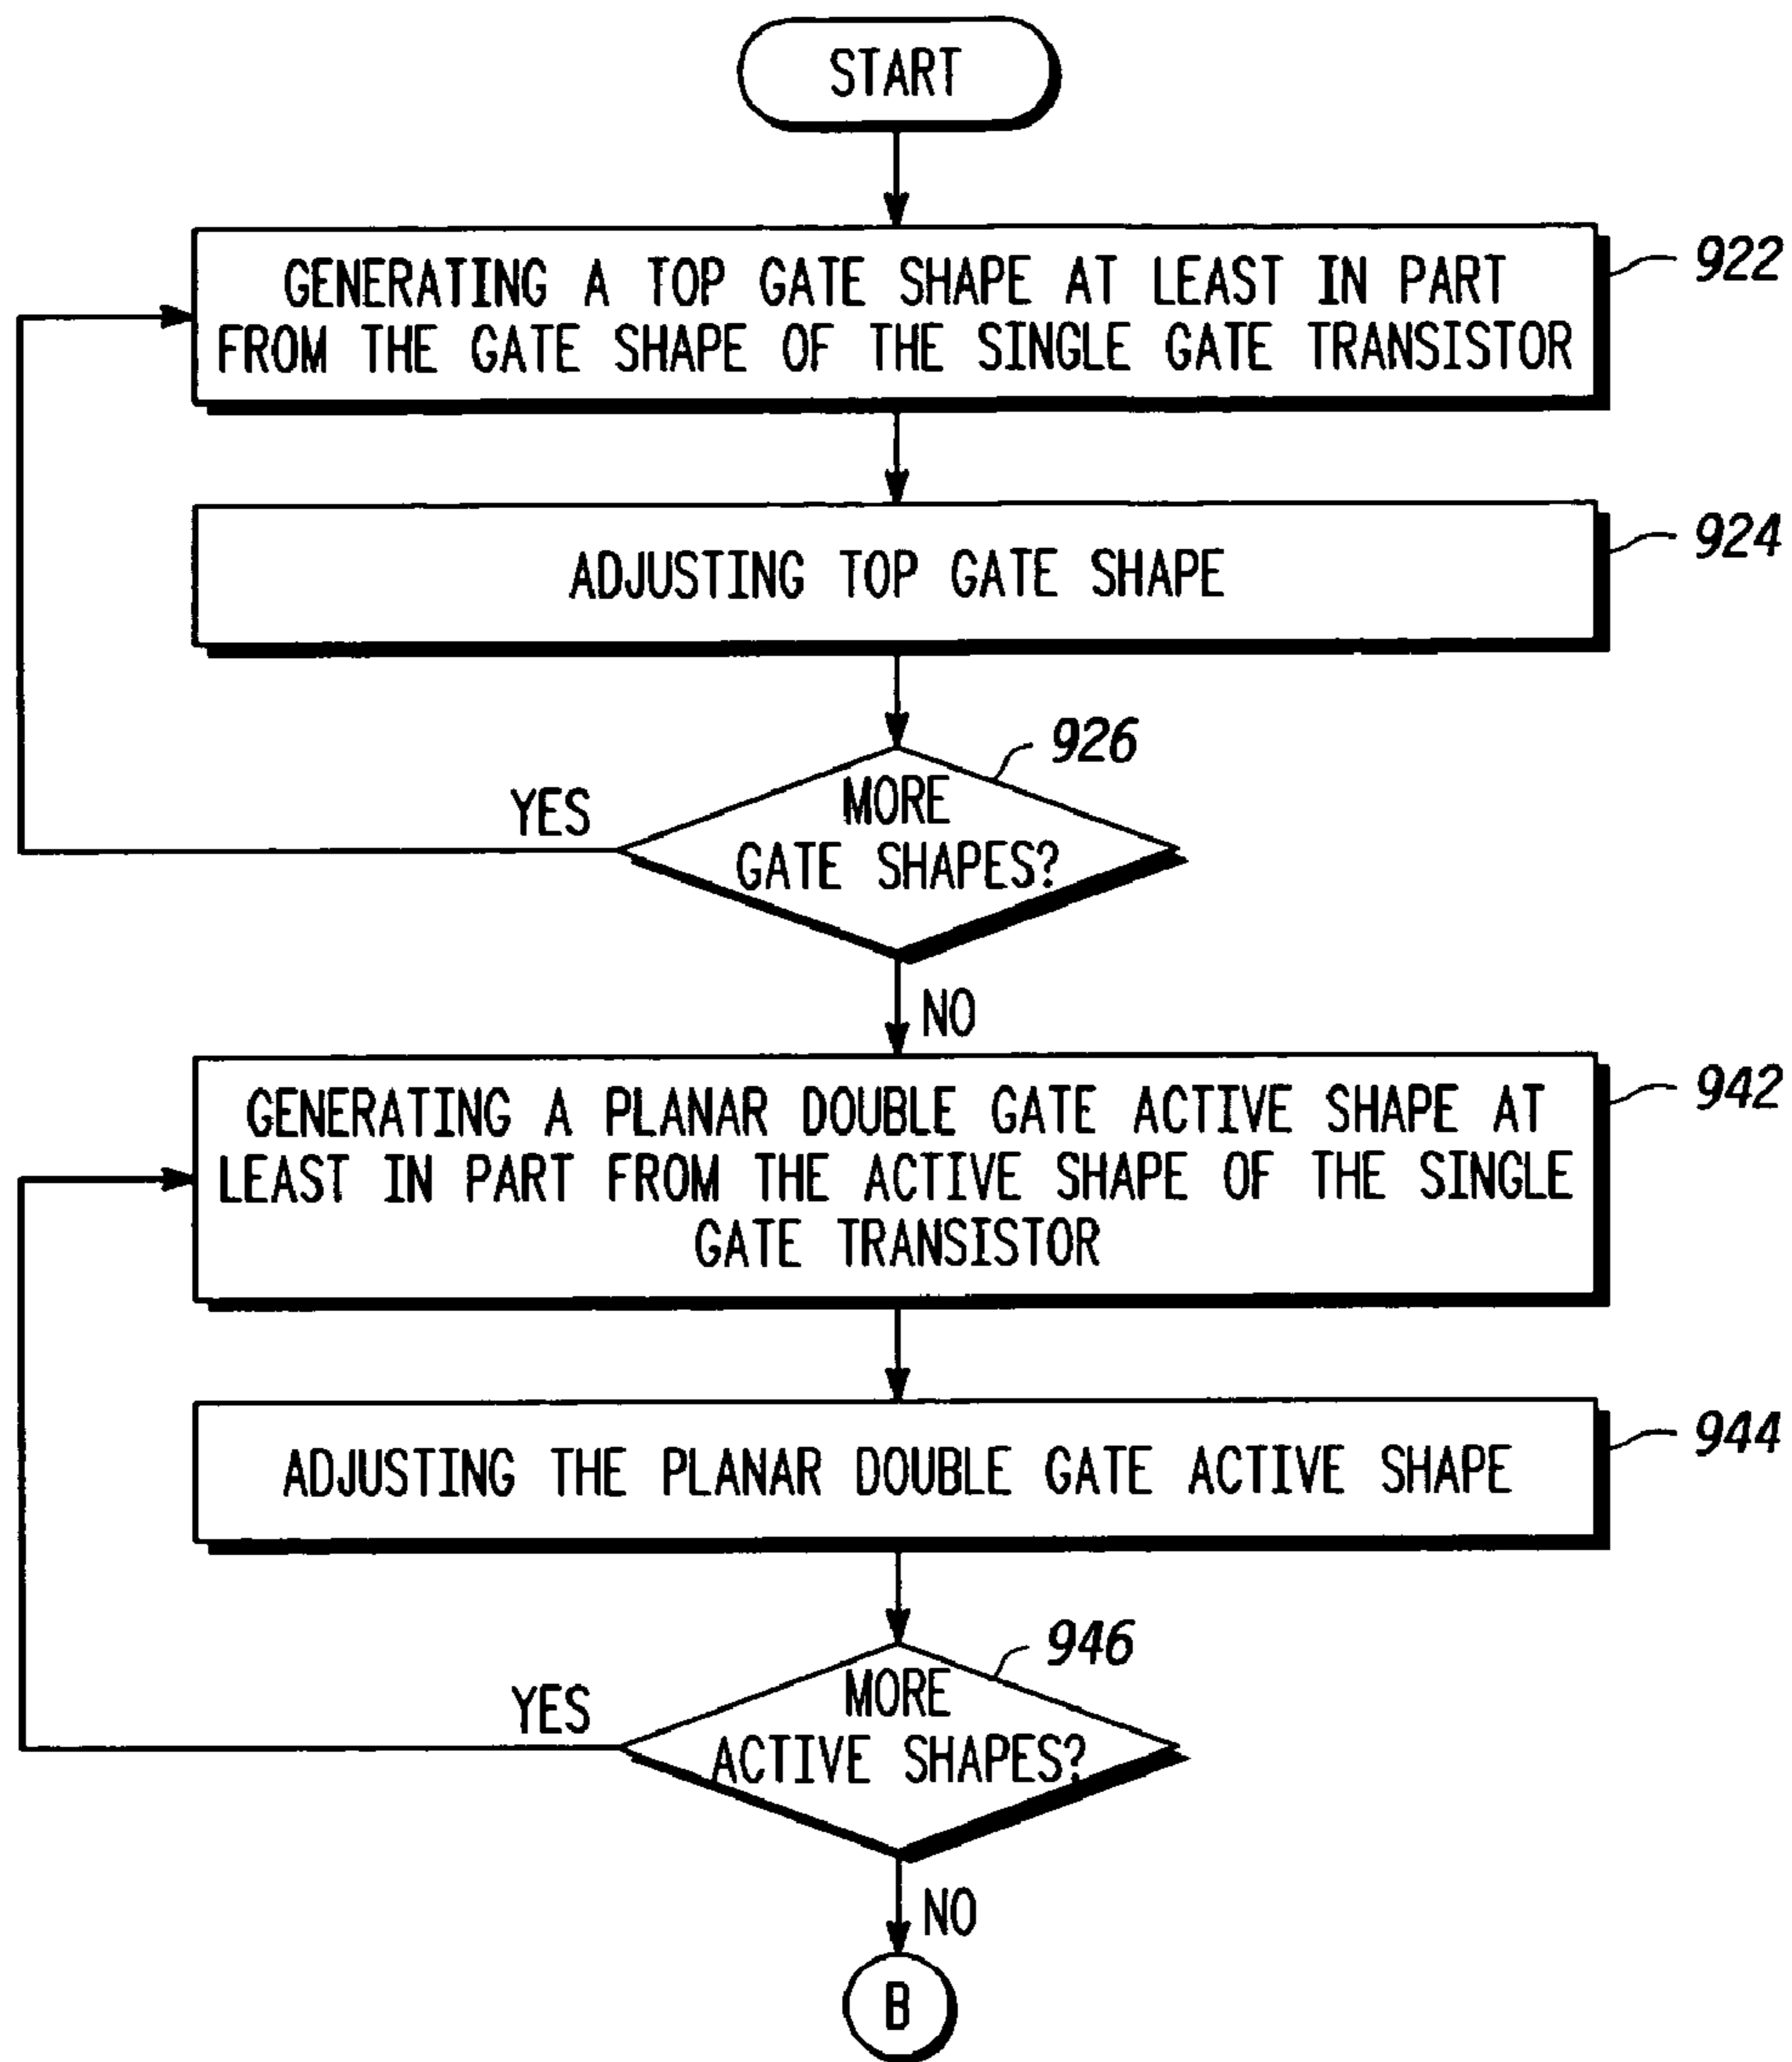 START
GENERATING A TOP GATE SHAPE AT LEAST IN PART
FROM THE GATE SHAPE OF THE SINGLE GATE TRANSISTOR
922
ADJUSTING TOP GATE SHAPE
924
926
MORE
GATE SHAPES?
YES
NO
GENERATING A PLANAR DOUBLE GATE ACTIVE SHAPE AT
LEAST IN PART FROM THE ACTIVE SHAPE OF THE SINGLE
GATE TRANSISTOR
942
ADJUSTING THE PLANAR DOUBLE GATE ACTIVE SHAPE
944
946
MORE
ACTIVE SHAPES?
YES
NO
B